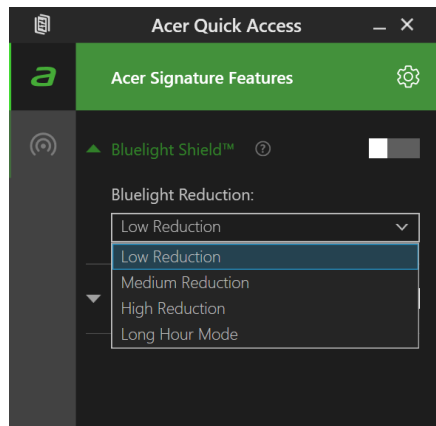 Acer Quick Access
a
Acer Signature Features
Bluelight Shield™ ?
Bluelight Reduction:
Low Reduction
Low Reduction
Medium Reduction
High Reduction
Long Hour Mode